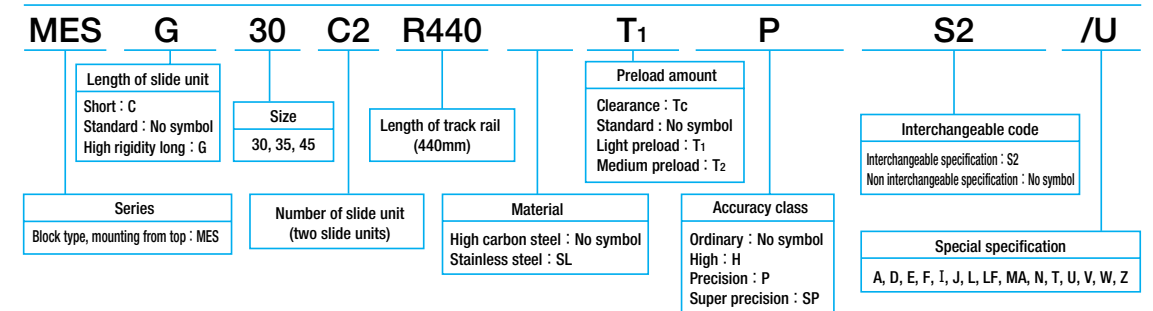 MES G 30 C2 R440 T1 P S2 /U
Length of slide unit
Short : C
Standard : No symbol
High rigidity long : G
Size
30, 35, 45
Length of track rail
(440mm)
Preload amount
Clearance : Tc
Standard : No symbol
Light preload : T1
Medium preload : T2
Interchangeable code
Interchangeable specification : S2
Non interchangeable specification : No symbol
Series
Block type, mounting from top : MES
Number of slide unit
(two slide units)
Material
High carbon steel : No symbol
Stainless steel : SL
Accuracy class
Ordinary : No symbol
High : H
Precision : P
Super precision : SP
Special specification
A, D, E, F, I, J, L, LF, MA, N, T, U, V, W, Z